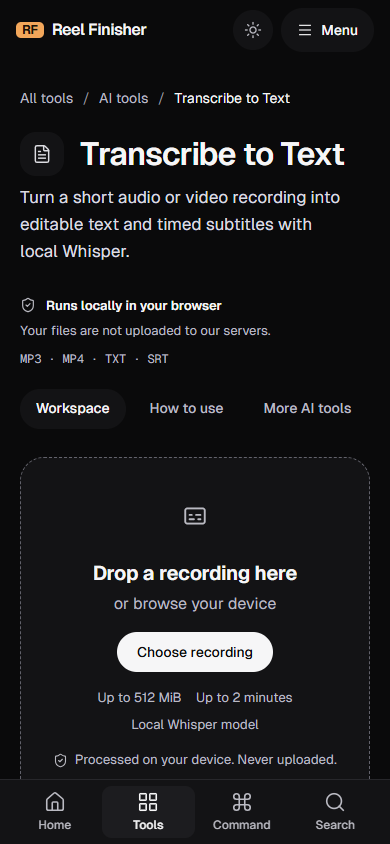 RF Reel Finisher
Menu
All tools / AI tools / Transcribe to Text
Transcribe to Text
Turn a short audio or video recording into
editable text and timed subtitles with
local Whisper.
Runs locally in your browser
Your files are not uploaded to our servers.
MP3 · MP4 · TXT · SRT
Workspace How to use More AI tools
Drop a recording here
or browse your device
Choose recording
Up to 512 MiB Up to 2 minutes
Local Whisper model
Processed on your device. Never uploaded.
Home Tools Command Search